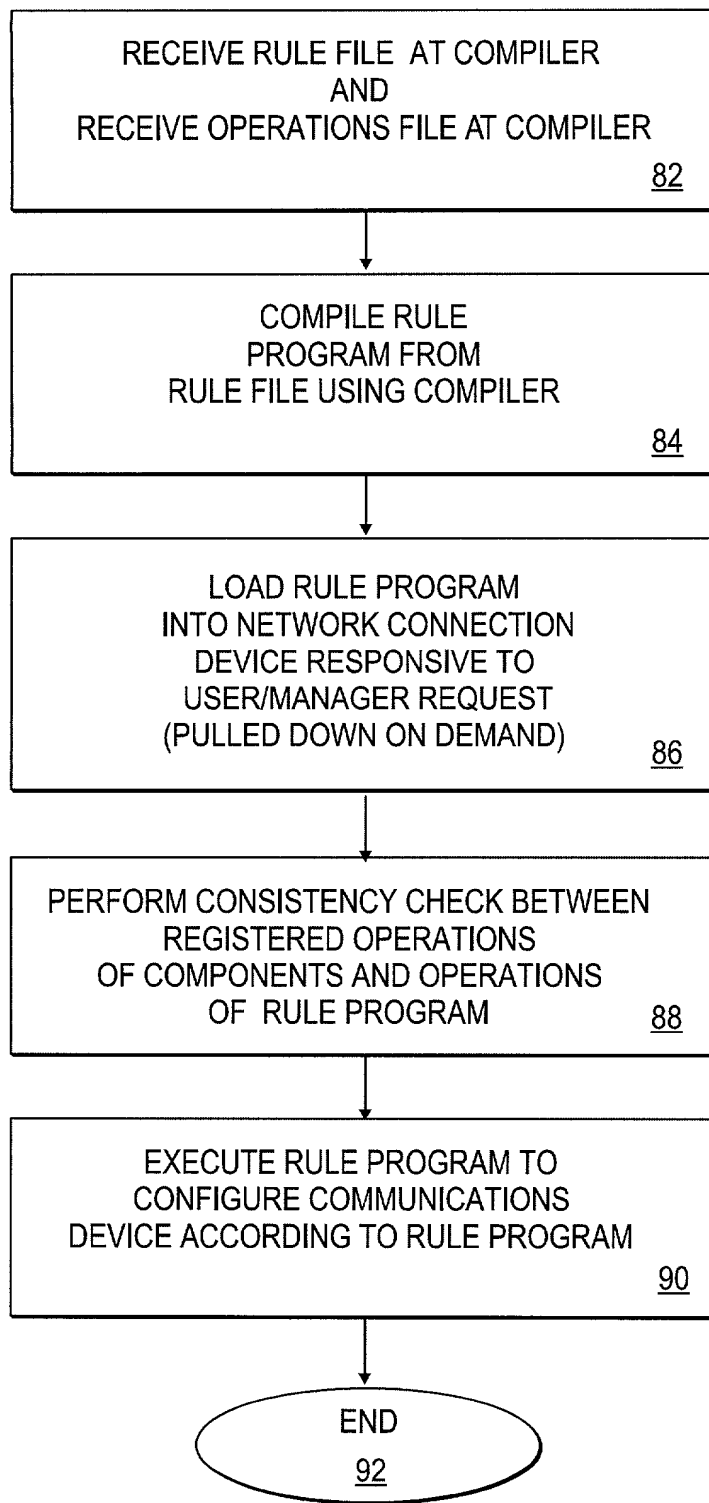 RECEIVE RULE FILE AT COMPILER
AND
RECEIVE OPERATIONS FILE AT COMPILER
82
COMPILE RULE
PROGRAM FROM
RULE FILE USING COMPILER
84
LOAD RULE PROGRAM
INTO NETWORK CONNECTION
DEVICE RESPONSIVE TO
USER/MANAGER REQUEST
(PULLED DOWN ON DEMAND)
86
PERFORM CONSISTENCY CHECK BETWEEN
REGISTERED OPERATIONS
OF COMPONENTS AND OPERATIONS
OF RULE PROGRAM
88
EXECUTE RULE PROGRAM TO
CONFIGURE COMMUNICATIONS
DEVICE ACCORDING TO RULE PROGRAM
90
END
92